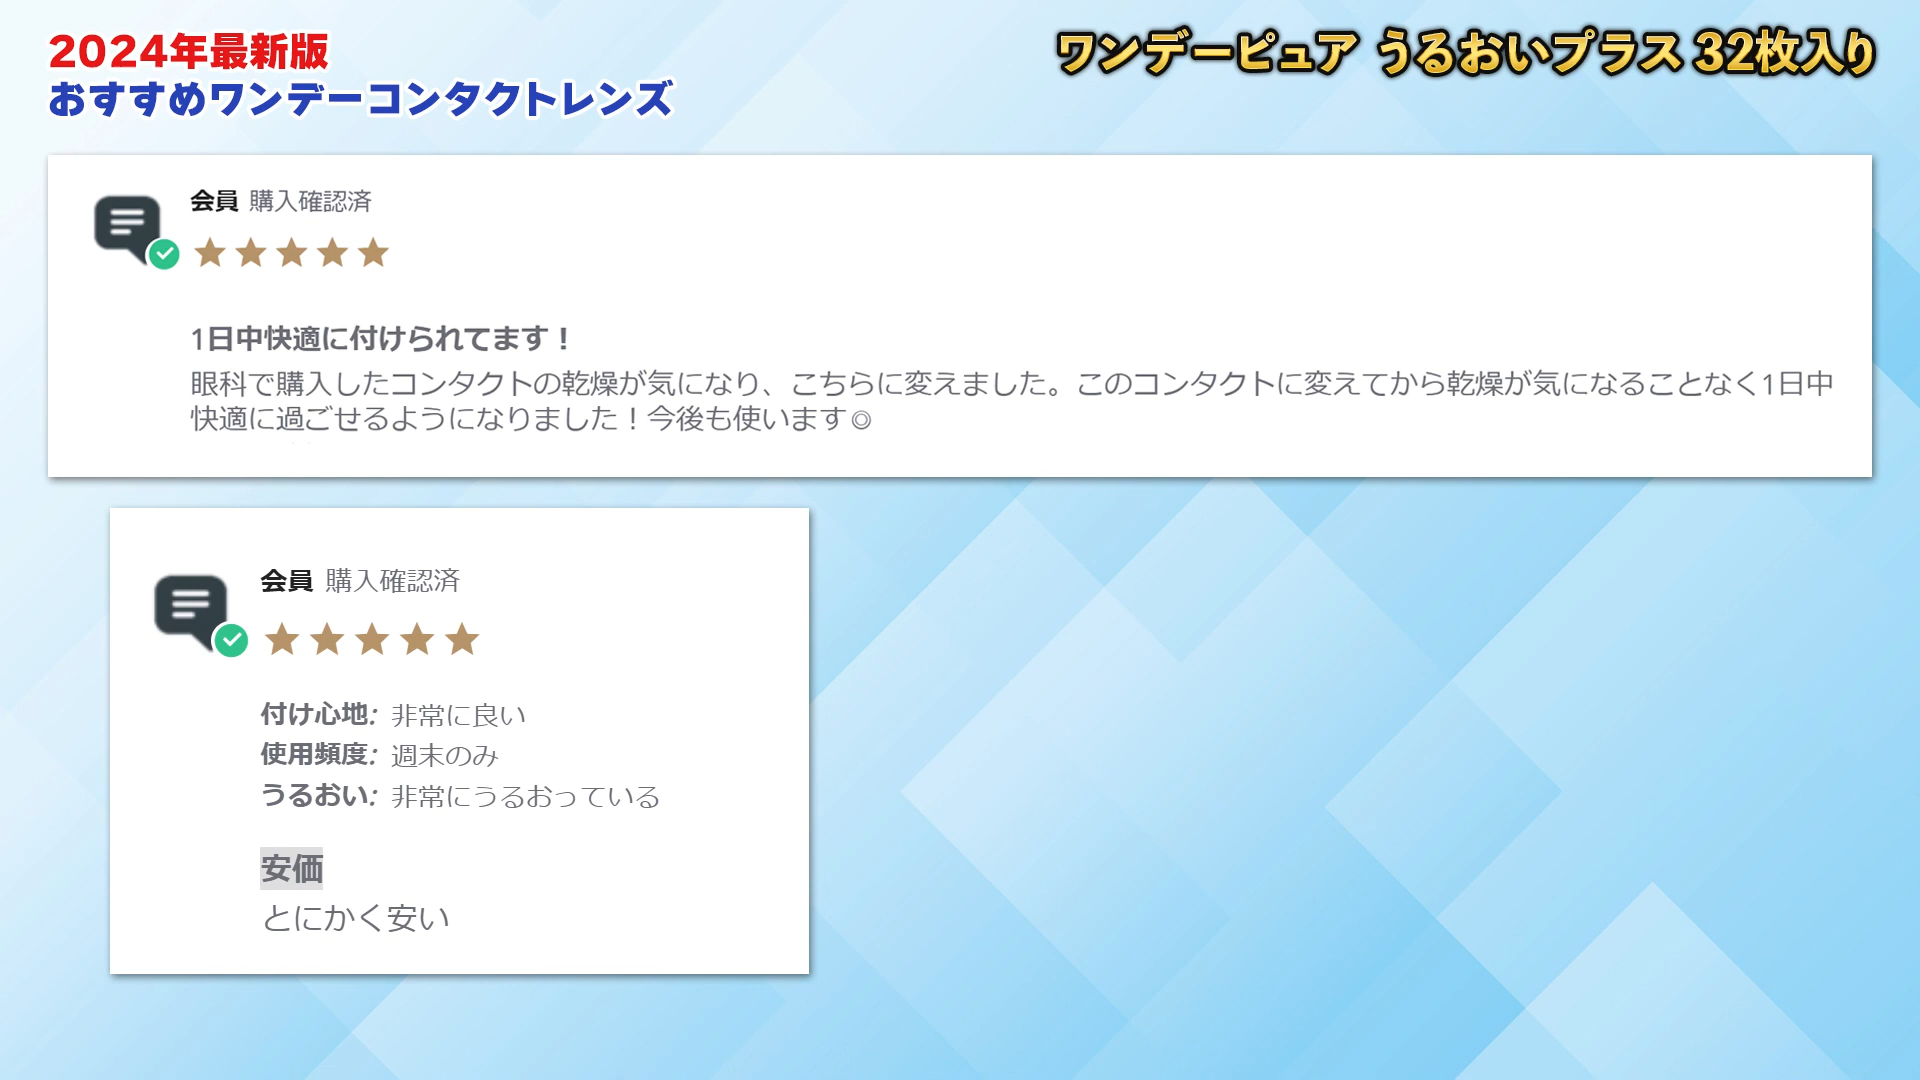 2024年最新版
おすすめワンデーコンタクトレンズ
ワンデーピュア うるおいプラス 32枚入り
会員 購入確認済
1日中快適に付けられてます！
眼科で購入したコンタクトの乾燥が気になり、こちらに変えました。このコンタクトに変えてから乾燥が気になることなく1日中
快適に過ごせるようになりました！今後も使います◎
会員 購入確認済
付け心地: 非常に良い
使用頻度: 週末のみ
うるおい: 非常にうるおっている
安価
とにかく安い